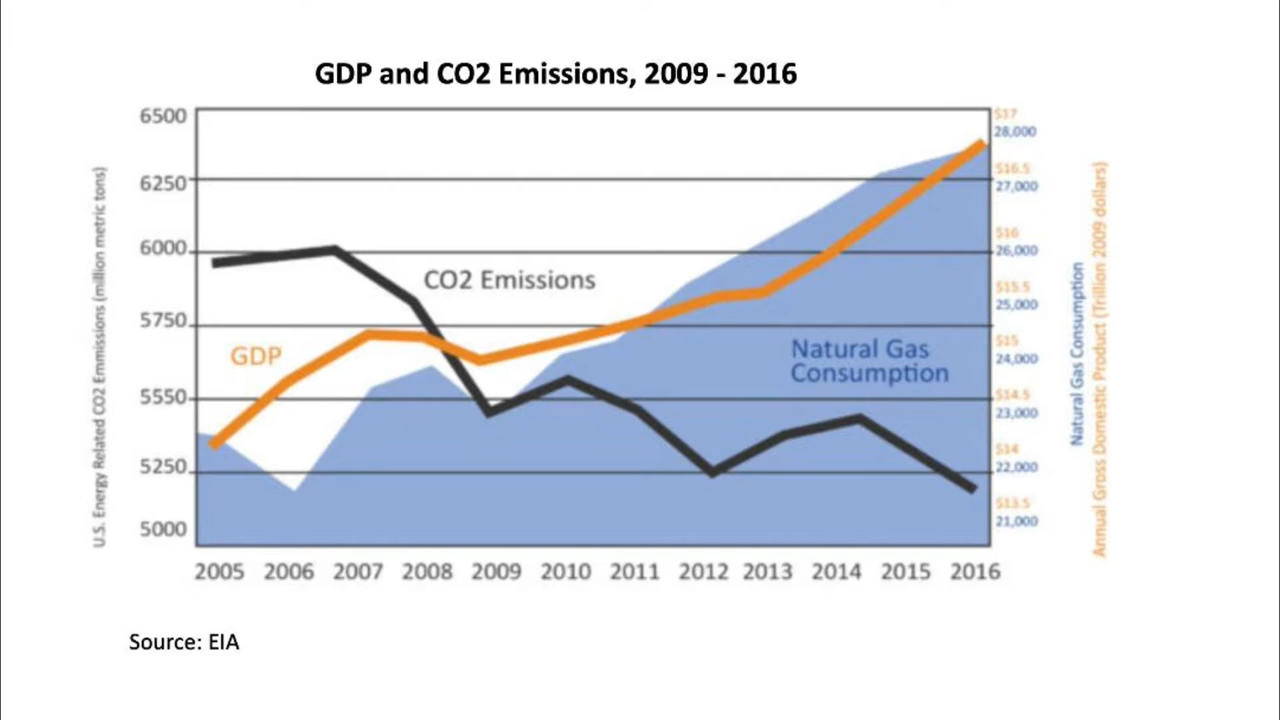 GDP and CO2 Emissions, 2009 - 2016
6500
6250
6000
5750
5550
5250
5000
U.S. Energy Related CO2 Emmissions (million metric tons)
CO2 Emissions
GDP
Natural Gas
Consumption
$17
28,000
$16.5
27,000
$16
26,000
$15.5
25,000
$15
24,000
$14.5
23,000
$14
22,000
$13.5
21,000
Natural Gas Consumption
Annual Gross Domestic Product (Trillion 2009 dollars)
2005 2006 2007 2008 2009 2010 2011 2012 2013 2014 2015 2016
Source: EIA